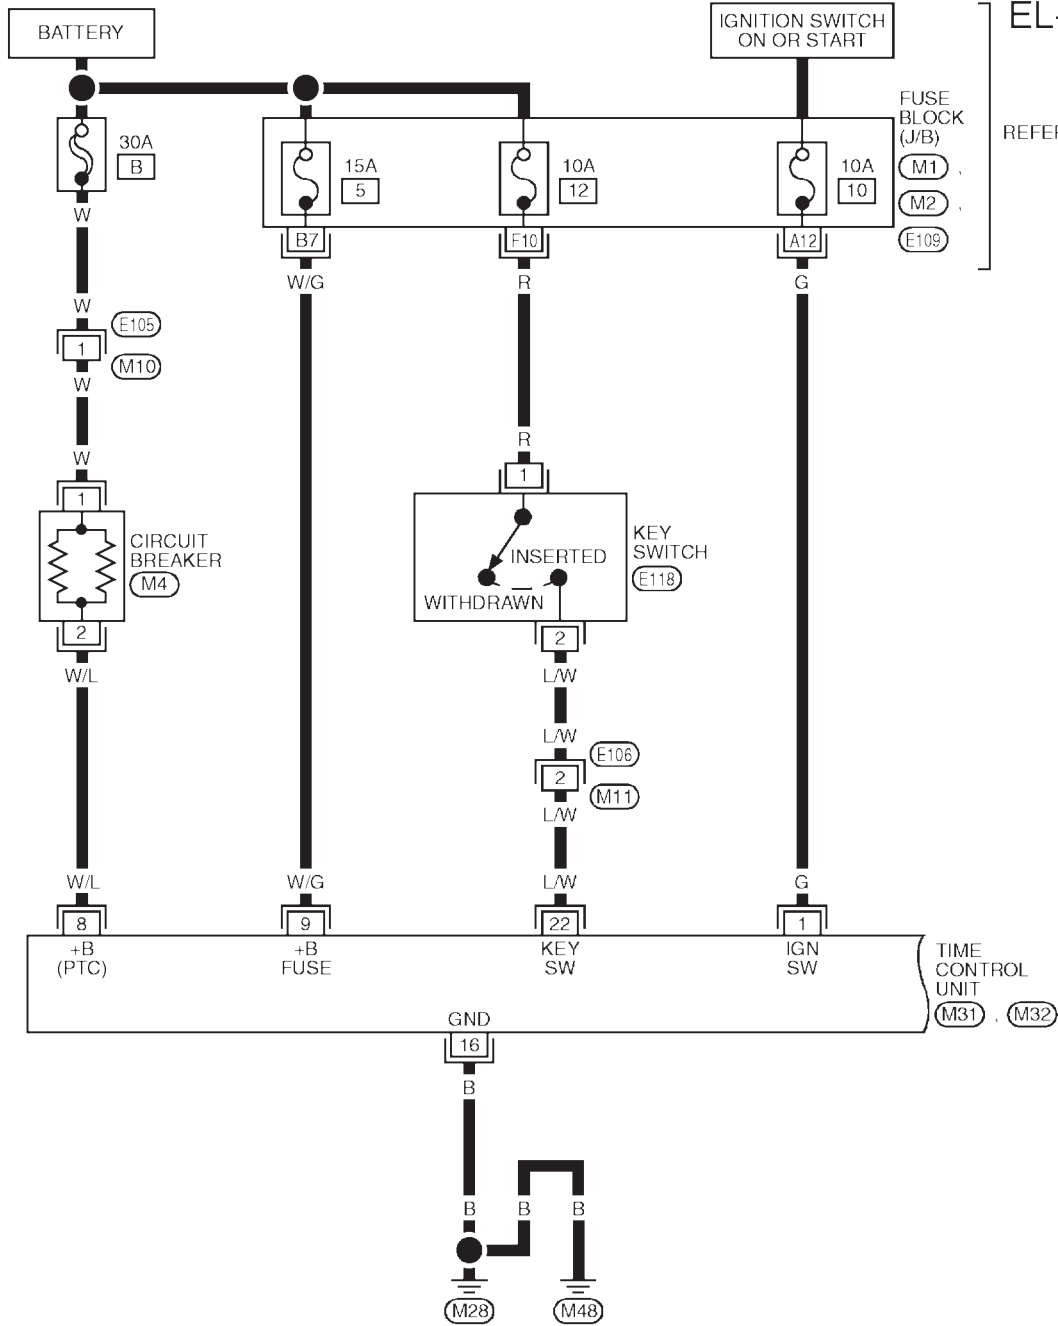 BATTERY
IGNITION SWITCH
ON OR START
EL-
FUSE
BLOCK
(J/B)
REFER
M1 ,
M2 ,
E109
30A
B
15A
5
10A
12
10A
10
B7
F10
A12
W
W/G
R
G
W
E105
1
M10
W
W
R
1
1
CIRCUIT
BREAKER
M4
INSERTED
WITHDRAWN
KEY
SWITCH
E118
2
2
W/L
L/W
L/W
E106
2
M11
L/W
W/L
W/G
L/W
G
8
9
22
1
+B
(PTC)
+B
FUSE
KEY
SW
IGN
SW
TIME
CONTROL
UNIT
M31 , M32
GND
16
B
B
B
B
M28
M48